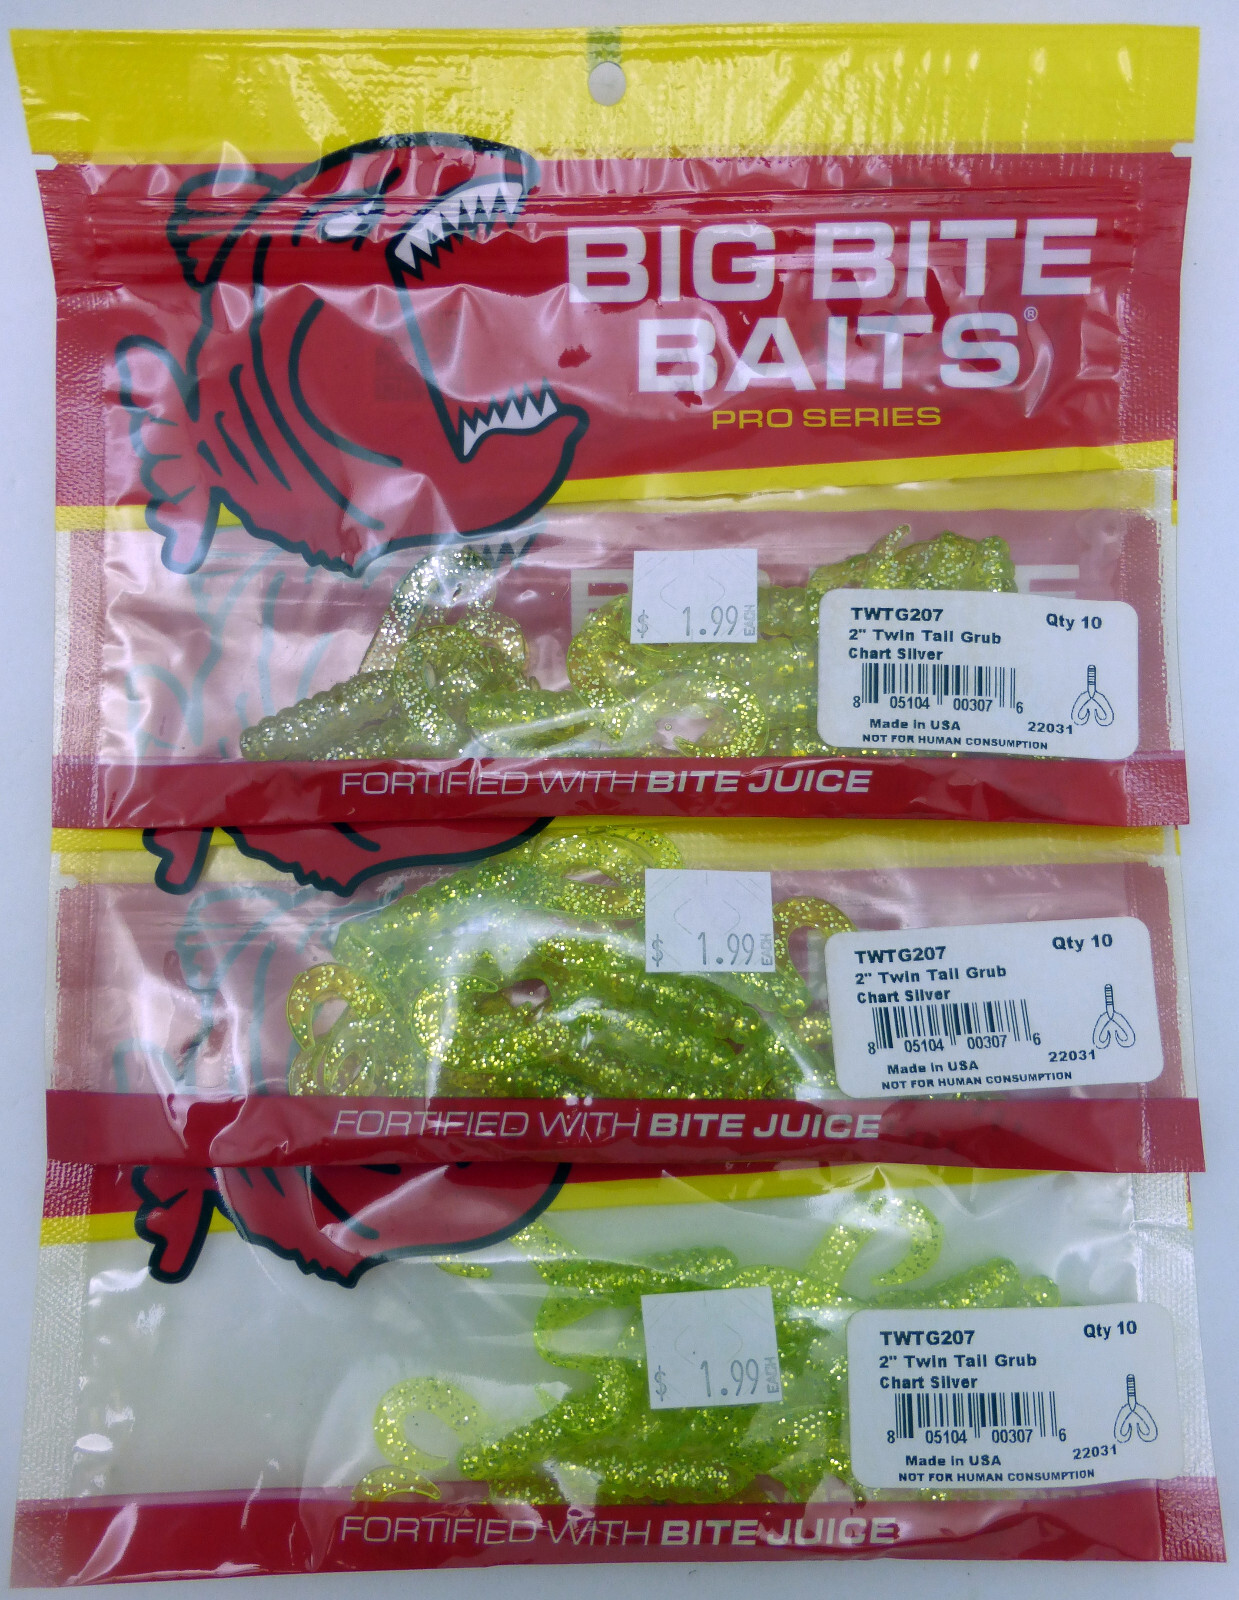 BIG BITE
BAITS®
PRO SERIES
$ 1.99 EACH
TWTG207 Qty 10
2" Twin Tail Grub
Chart Silver
8 05104 00307 6
Made in USA 22031
NOT FOR HUMAN CONSUMPTION
FORTIFIED WITH BITE JUICE
$ 1.99 EACH
TWTG207 Qty 10
2" Twin Tail Grub
Chart Silver
8 05104 00307 6
Made in USA 22031
NOT FOR HUMAN CONSUMPTION
FORTIFIED WITH BITE JUICE
$ 1.99 EACH
TWTG207 Qty 10
2" Twin Tail Grub
Chart Silver
8 05104 00307 6
Made in USA 22031
NOT FOR HUMAN CONSUMPTION
FORTIFIED WITH BITE JUICE